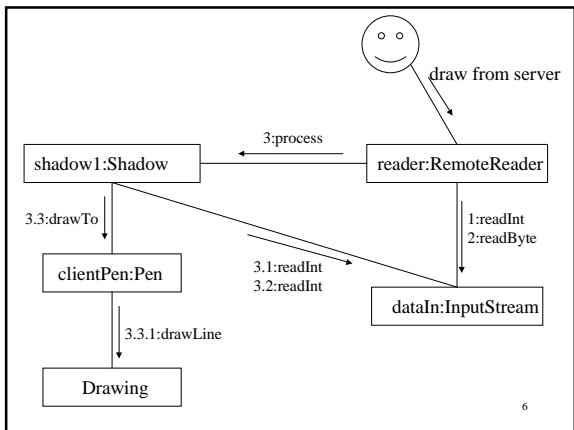 draw from server
3:process
shadow1:Shadow
reader:RemoteReader
3.3:drawTo
1:readInt
2:readByte
3.1:readInt
3.2:readInt
clientPen:Pen
dataIn:InputStream
3.3.1:drawLine
Drawing
6